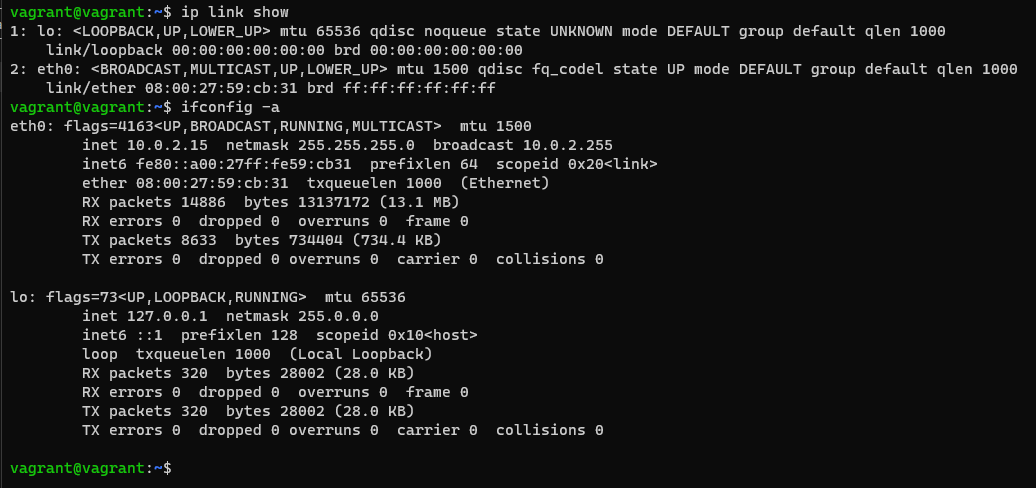 vagrant@vagrant:~$ ip link show
1: lo: <LOOPBACK,UP,LOWER_UP> mtu 65536 qdisc noqueue state UNKNOWN mode DEFAULT group default qlen 1000
    link/loopback 00:00:00:00:00:00 brd 00:00:00:00:00:00
2: eth0: <BROADCAST,MULTICAST,UP,LOWER_UP> mtu 1500 qdisc fq_codel state UP mode DEFAULT group default qlen 1000
    link/ether 08:00:27:59:cb:31 brd ff:ff:ff:ff:ff:ff
vagrant@vagrant:~$ ifconfig -a
eth0: flags=4163<UP,BROADCAST,RUNNING,MULTICAST>  mtu 1500
        inet 10.0.2.15  netmask 255.255.255.0  broadcast 10.0.2.255
        inet6 fe80::a00:27ff:fe59:cb31  prefixlen 64  scopeid 0x20<link>
        ether 08:00:27:59:cb:31  txqueuelen 1000  (Ethernet)
        RX packets 14886  bytes 13137172 (13.1 MB)
        RX errors 0  dropped 0  overruns 0  frame 0
        TX packets 8633  bytes 734404 (734.4 KB)
        TX errors 0  dropped 0 overruns 0  carrier 0  collisions 0

lo: flags=73<UP,LOOPBACK,RUNNING>  mtu 65536
        inet 127.0.0.1  netmask 255.0.0.0
        inet6 ::1  prefixlen 128  scopeid 0x10<host>
        loop  txqueuelen 1000  (Local Loopback)
        RX packets 320  bytes 28002 (28.0 KB)
        RX errors 0  dropped 0  overruns 0  frame 0
        TX packets 320  bytes 28002 (28.0 KB)
        TX errors 0  dropped 0 overruns 0  carrier 0  collisions 0

vagrant@vagrant:~$